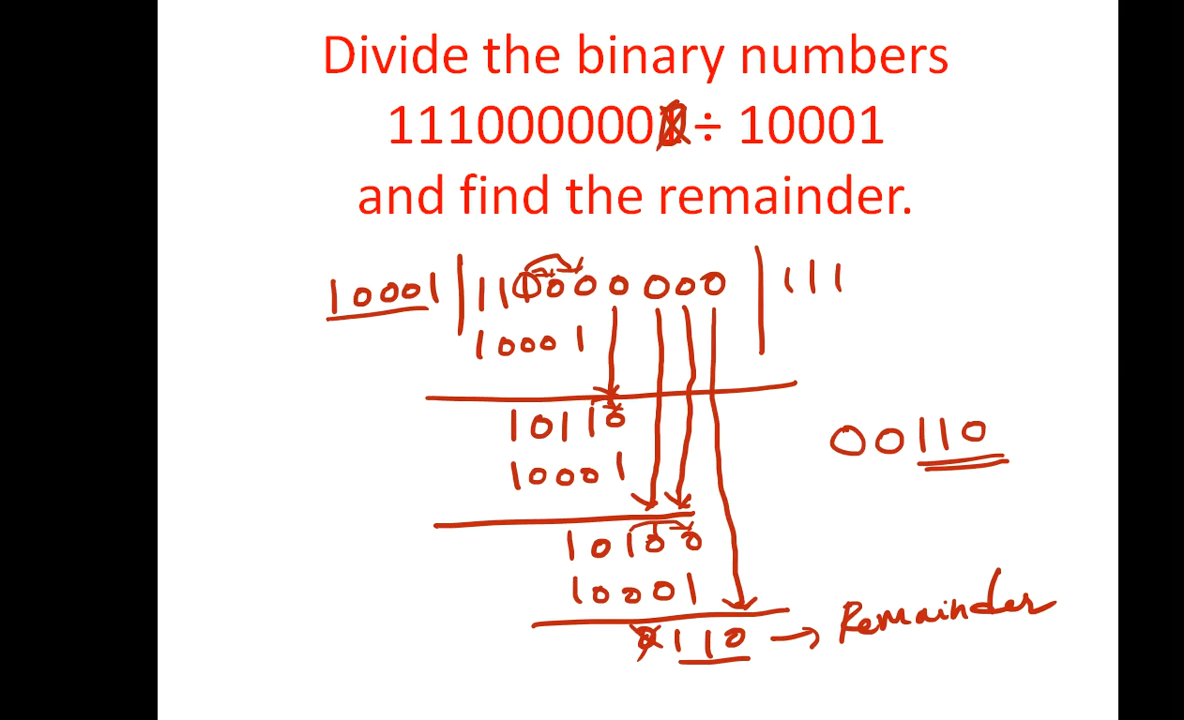 Divide the binary numbers
111000000 ÷ 10001
and find the remainder.
10001 | 111000000 | 111
10001
10110
00110
10001
10100
10001
0110 → Remainder